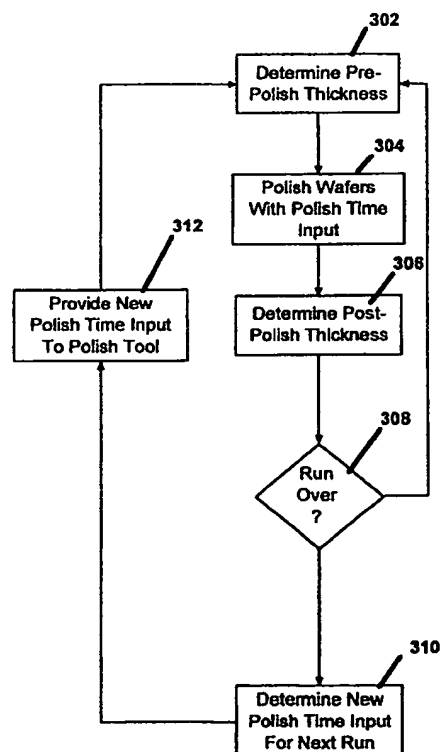 302
Determine Pre-
Polish Thickness
304
Polish Wafers
With Polish Time
Input
312
Provide New
Polish Time Input
To Polish Tool
306
Determine Post-
Polish Thickness
308
Run
Over
?
310
Determine New
Polish Time Input
For Next Run